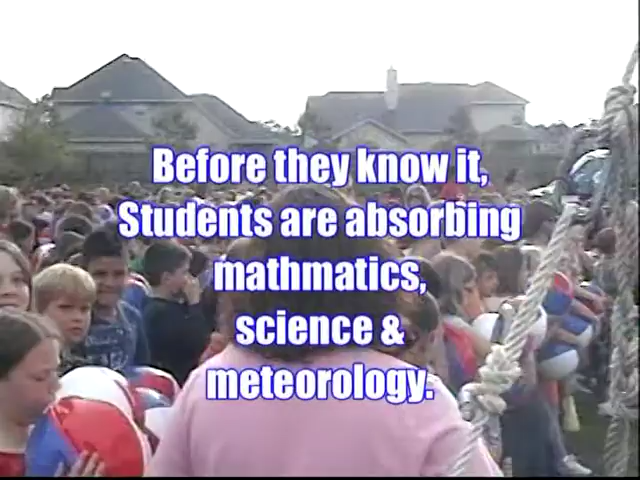 Before they know it,
Students are absorbing
mathmatics,
science &
meteorology.